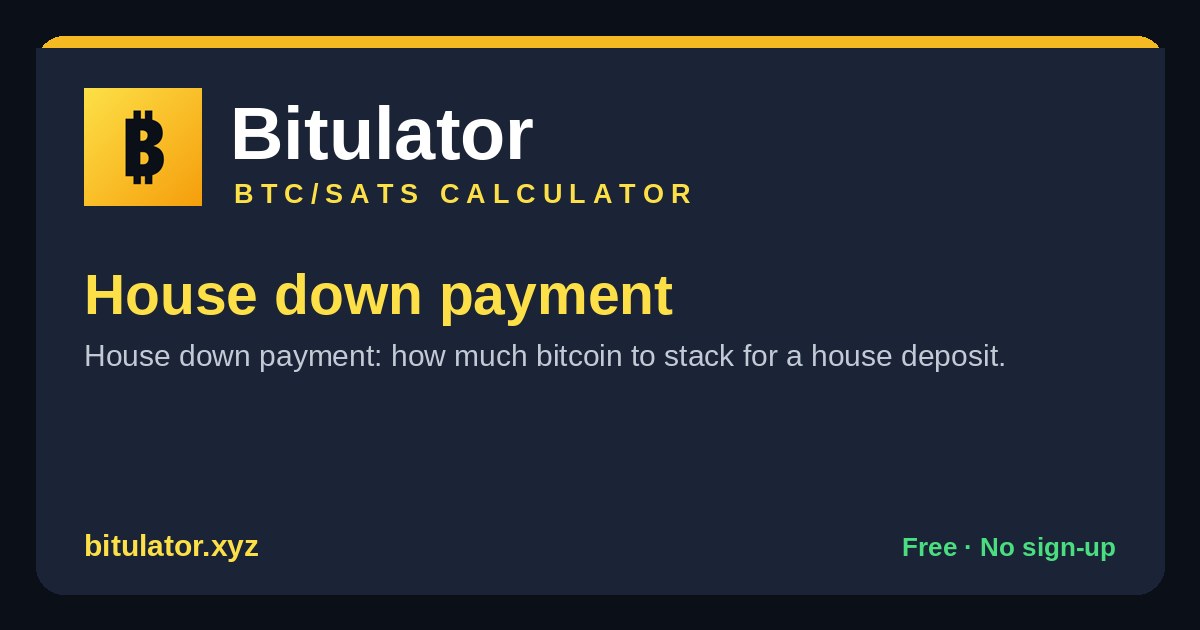 Bitulator
BTC/SATS CALCULATOR
House down payment
House down payment: how much bitcoin to stack for a house deposit.
bitulator.xyz
Free · No sign-up